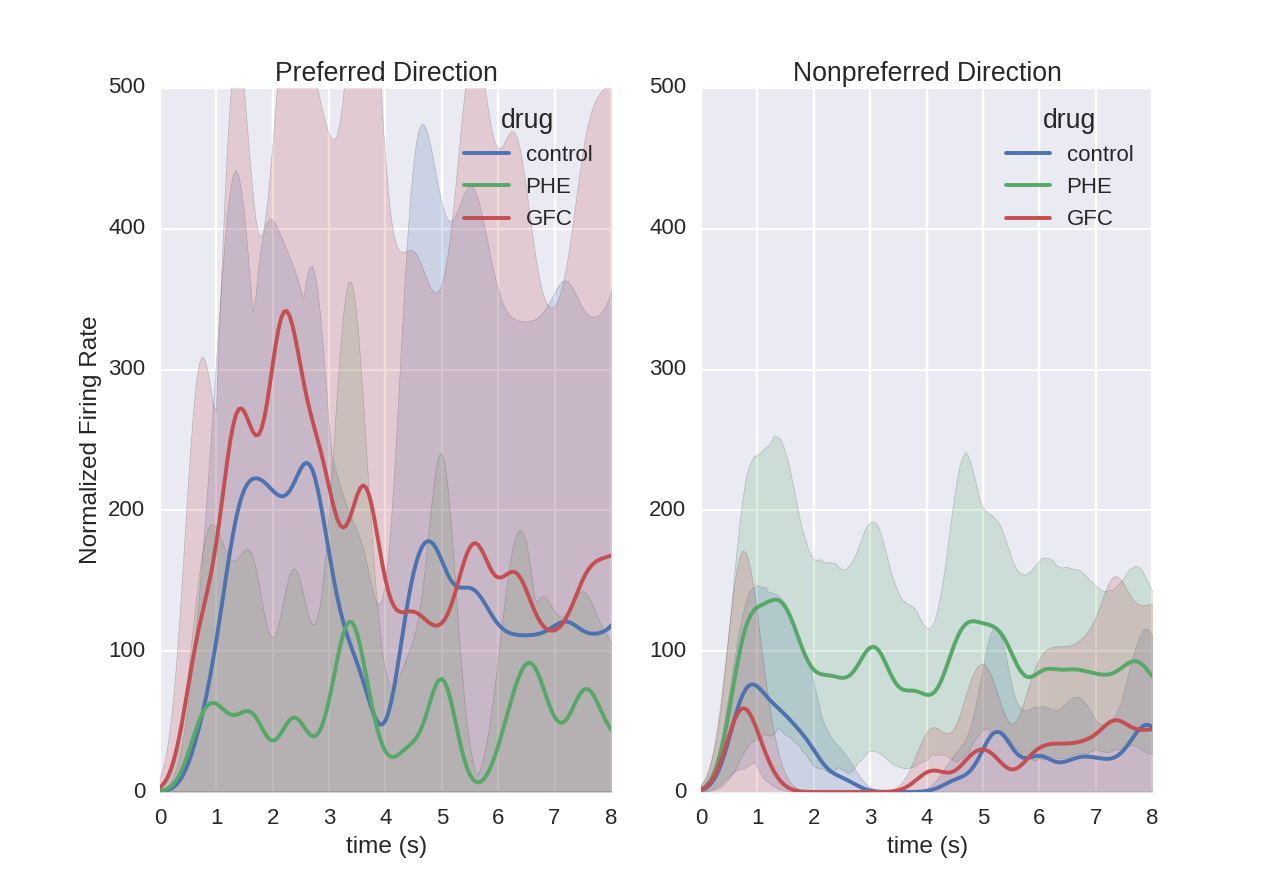 Preferred Direction
Normalized Firing Rate
500
400
300
200
100
0
drug
control
PHE
GFC
0 1 2 3 4 5 6 7 8
time (s)
Nonpreferred Direction
500
400
300
200
100
0
drug
control
PHE
GFC
0 1 2 3 4 5 6 7 8
time (s)